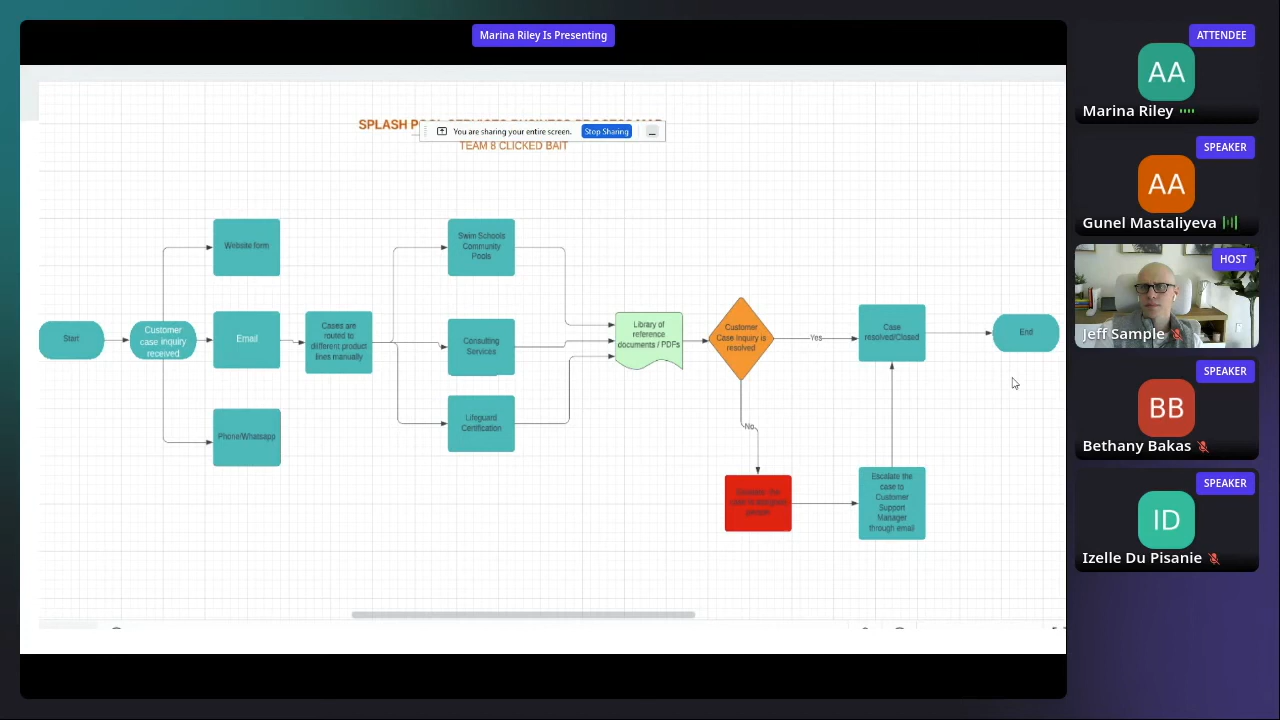 Marina Riley Is Presenting
SPLASH
You are sharing your entire screen.
Stop Sharing
TEAM 8 CLICKED BAIT
Start
Customer
case inquiry
received
Website form
Email
Phone/Whatsapp
Cases are
routed to
different product
lines manually
Swim Schools
Community
Pools
Consulting
Services
Lifeguard
Certification
Library of
reference
documents / PDFs
Customer
Case Inquiry is
resolved
Yes
No
Case
resolved/Closed
End
Escalate the
case to
Customer
Support
Manager
through email
ATTENDEE
AA
Marina Riley
SPEAKER
AA
Gunel Mastaliyeva
HOST
Jeff Sample
SPEAKER
BB
Bethany Bakas
SPEAKER
ID
Izelle Du Pisanie